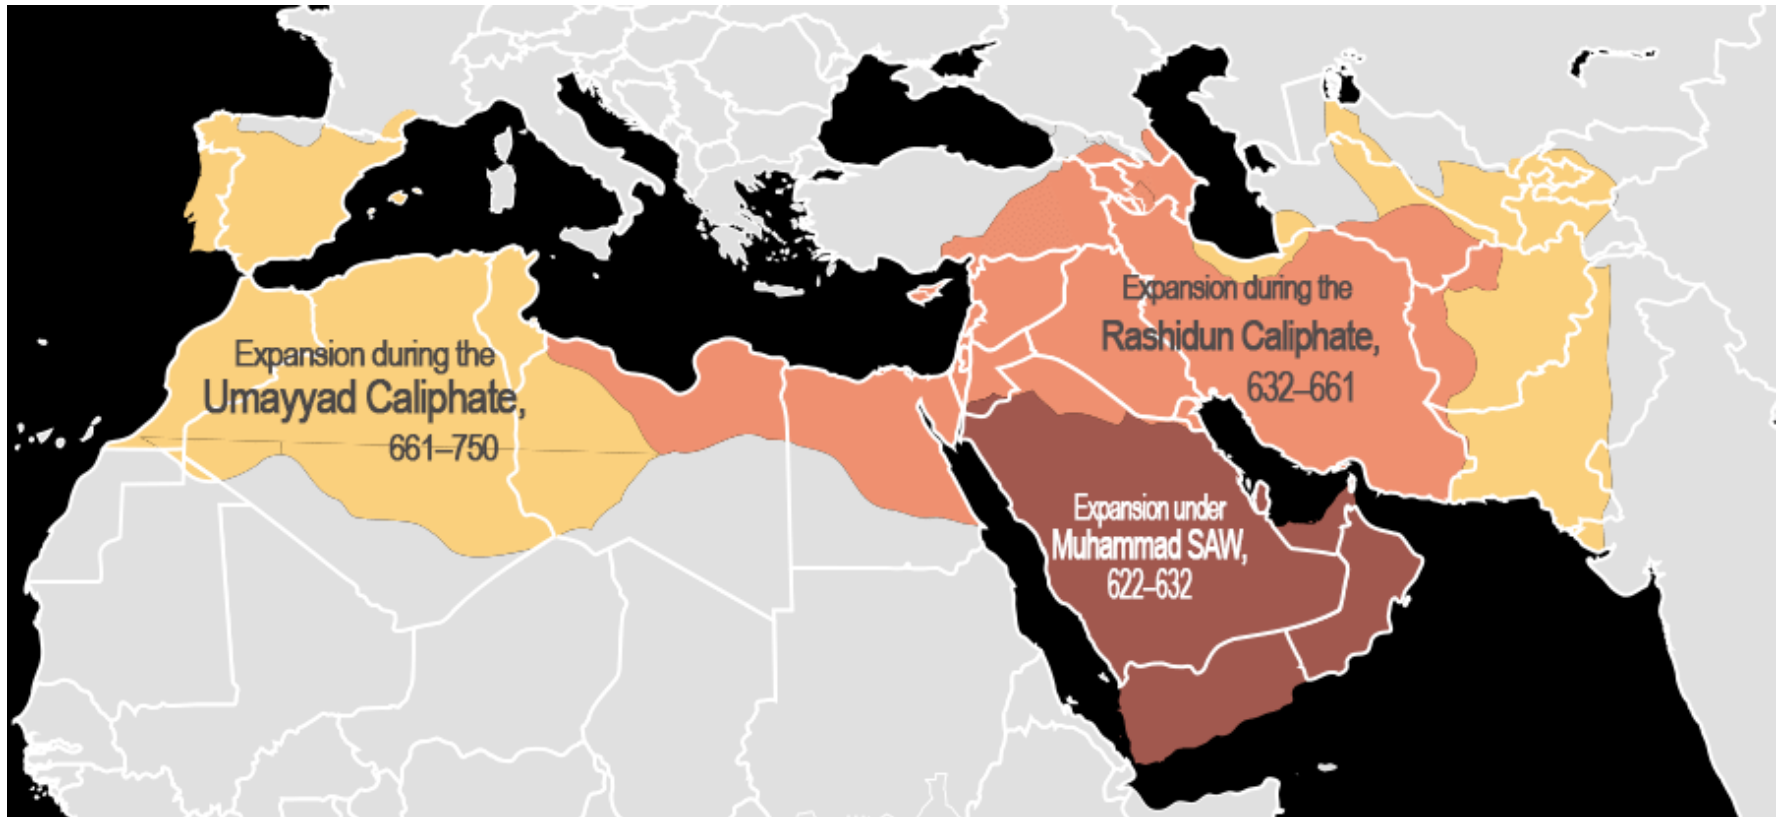 Expansion during the
Umayyad Caliphate,
661–750
Expansion during the
Rashidun Caliphate,
632–661
Expansion under
Muhammad SAW,
622–632